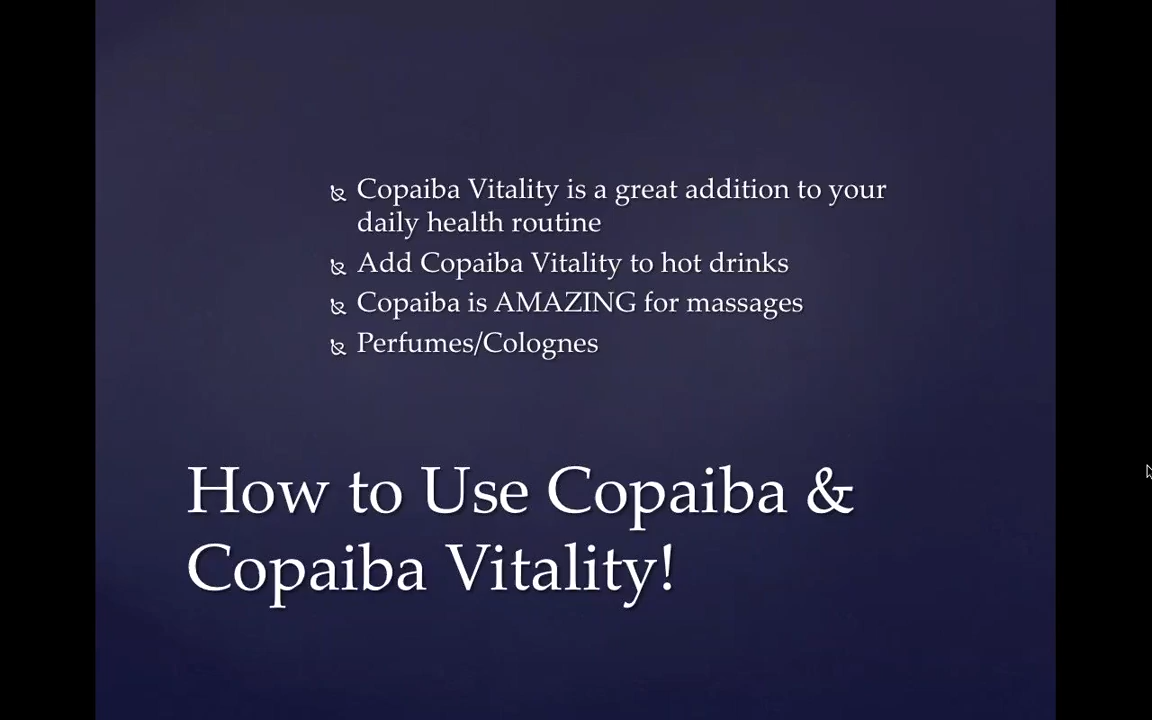 Copaiba Vitality is a great addition to your
daily health routine
Add Copaiba Vitality to hot drinks
Copaiba is AMAZING for massages
Perfumes/Colognes
How to Use Copaiba &
Copaiba Vitality!